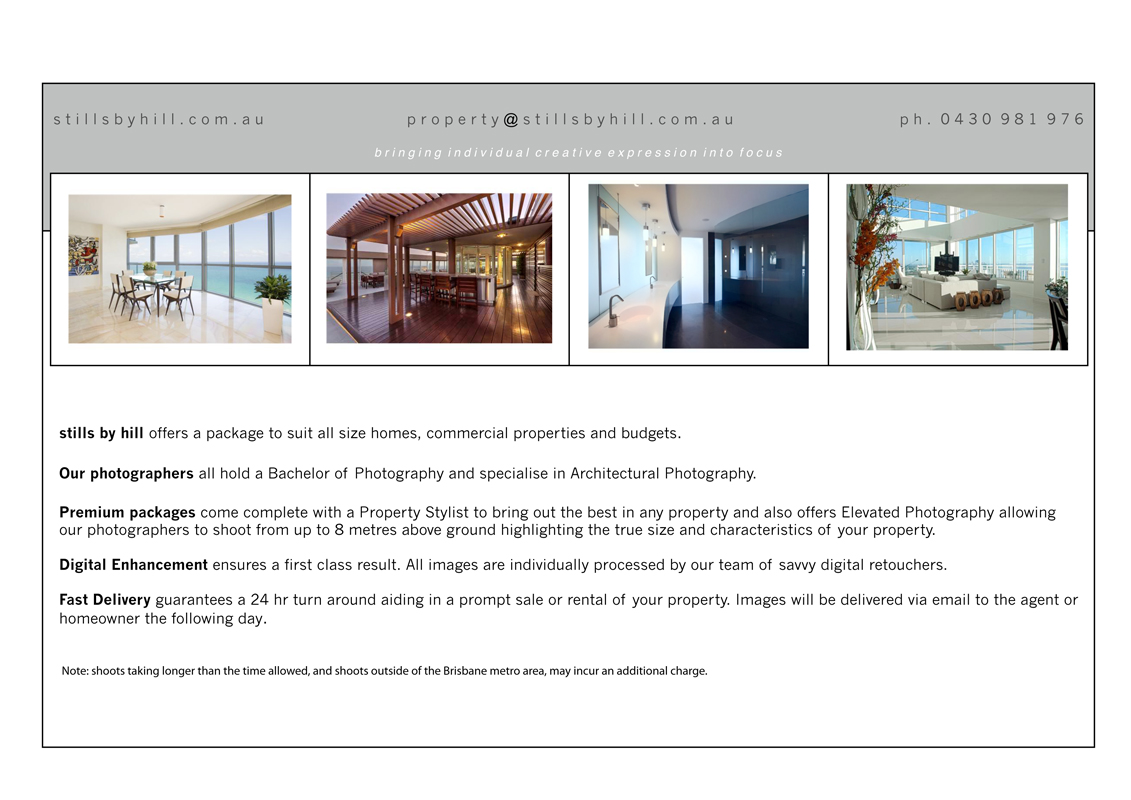 stillsbyhill.com.au property@stillsbyhill.com.au ph. 0430 981 976
bringing individual creative expression into focus
stills by hill offers a package to suit all size homes, commercial properties and budgets.
Our photographers all hold a Bachelor of Photography and specialise in Architectural Photography.
Premium packages come complete with a Property Stylist to bring out the best in any property and also offers Elevated Photography allowing
our photographers to shoot from up to 8 metres above ground highlighting the true size and characteristics of your property.
Digital Enhancement ensures a first class result. All images are individually processed by our team of savvy digital retouchers.
Fast Delivery guarantees a 24 hr turn around aiding in a prompt sale or rental of your property. Images will be delivered via email to the agent or
homeowner the following day.
Note: shoots taking longer than the time allowed, and shoots outside of the Brisbane metro area, may incur an additional charge.